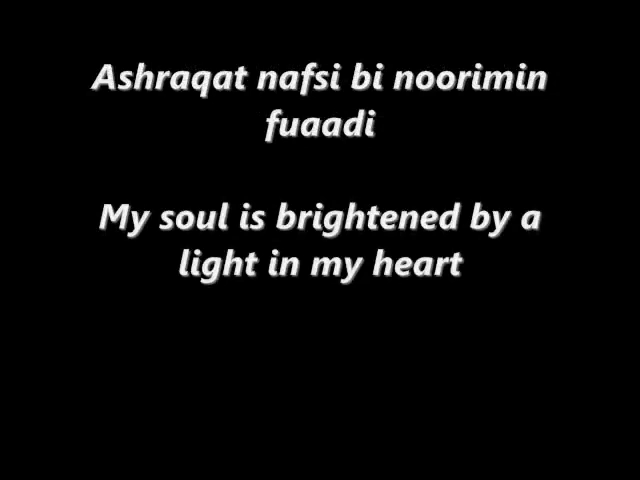 Ashraqat nafsi bi noorimin
fuaadi
My soul is brightened by a
light in my heart